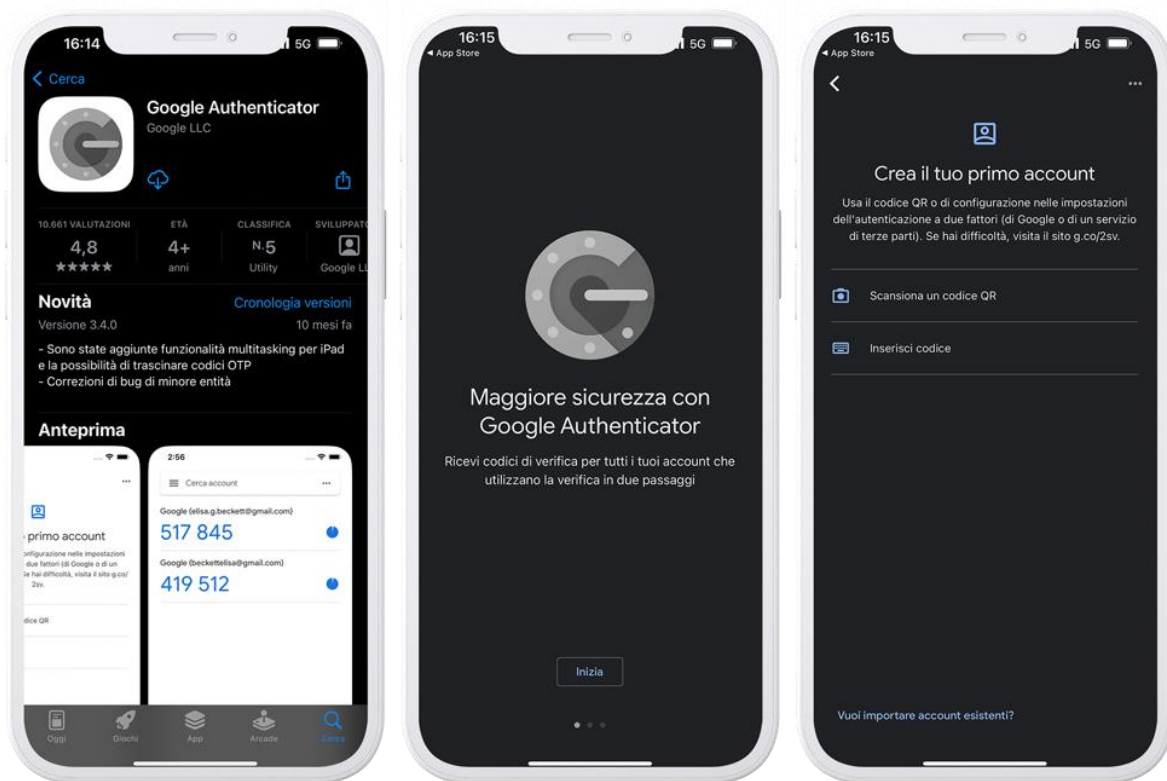 16:14
5G
Cerca
Google Authenticator
Google LLC
10.661 VALUTAZIONI
4,8
★★★★★
ETÀ
4+
anni
CLASSIFICA
N.5
Utility
SVILUPPATO
Google LL
Novità
Cronologia versioni
Versione 3.4.0
10 mesi fa
- Sono state aggiunte funzionalità multitasking per iPad
e la possibilità di trascinare codici OTP
- Correzioni di bug di minore entità
Anteprima
primo account
onfigurazione nelle impostazioni
due fattori (di Google o di un
Se hai difficoltà, visita il sito g.co/
2sv.
dice QR
2:56
Cerca account
Google (elisa.g.beckett@gmail.com)
517 845
Google (beckettelisa@gmail.com)
419 512
Oggi
Giochi
App
Arcade
Cerca
16:15
5G
App Store
Maggiore sicurezza con
Google Authenticator
Ricevi codici di verifica per tutti i tuoi account che
utilizzano la verifica in due passaggi
Inizia
16:15
5G
App Store
Crea il tuo primo account
Usa il codice QR o di configurazione nelle impostazioni
dell'autenticazione a due fattori (di Google o di un servizio
di terze parti). Se hai difficoltà, visita il sito g.co/2sv.
Scansiona un codice QR
Inserisci codice
Vuoi importare account esistenti?